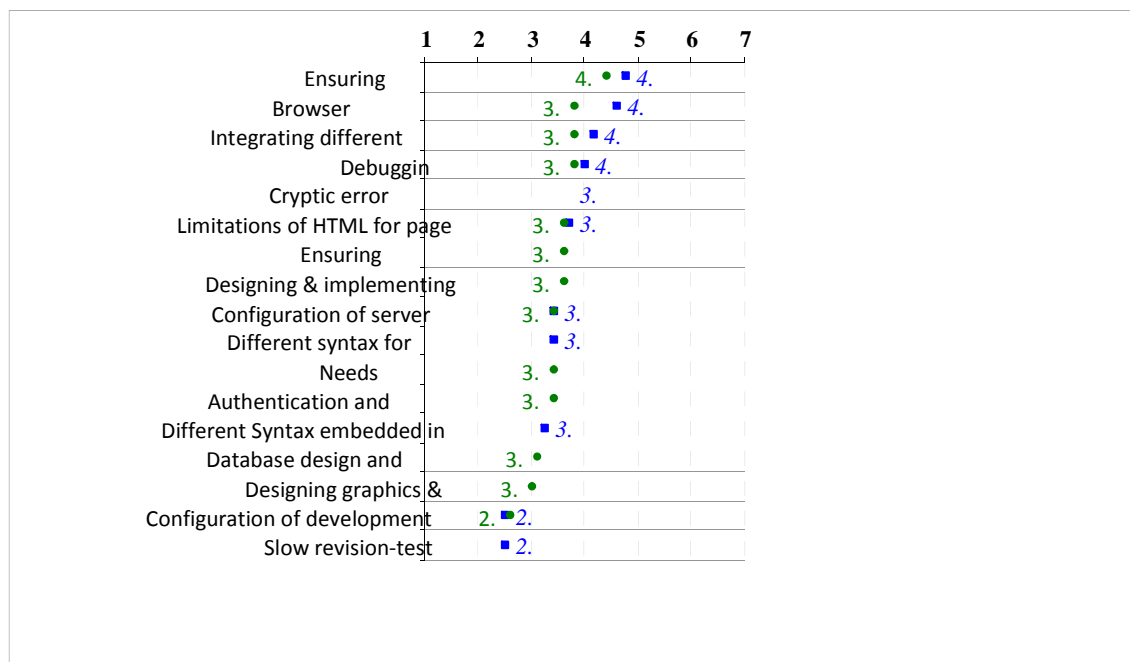 1 2 3 4 5 6 7
Ensuring 4. 4.
Browser 3. 4.
Integrating different 3. 4.
Debuggin 3. 4.
Cryptic error 3.
Limitations of HTML for page 3. 3.
Ensuring 3.
Designing & implementing 3.
Configuration of server 3. 3.
Different syntax for 3.
Needs 3.
Authentication and 3.
Different Syntax embedded in 3.
Database design and 3.
Designing graphics & 3.
Configuration of development 2. 2.
Slow revision-test 2.